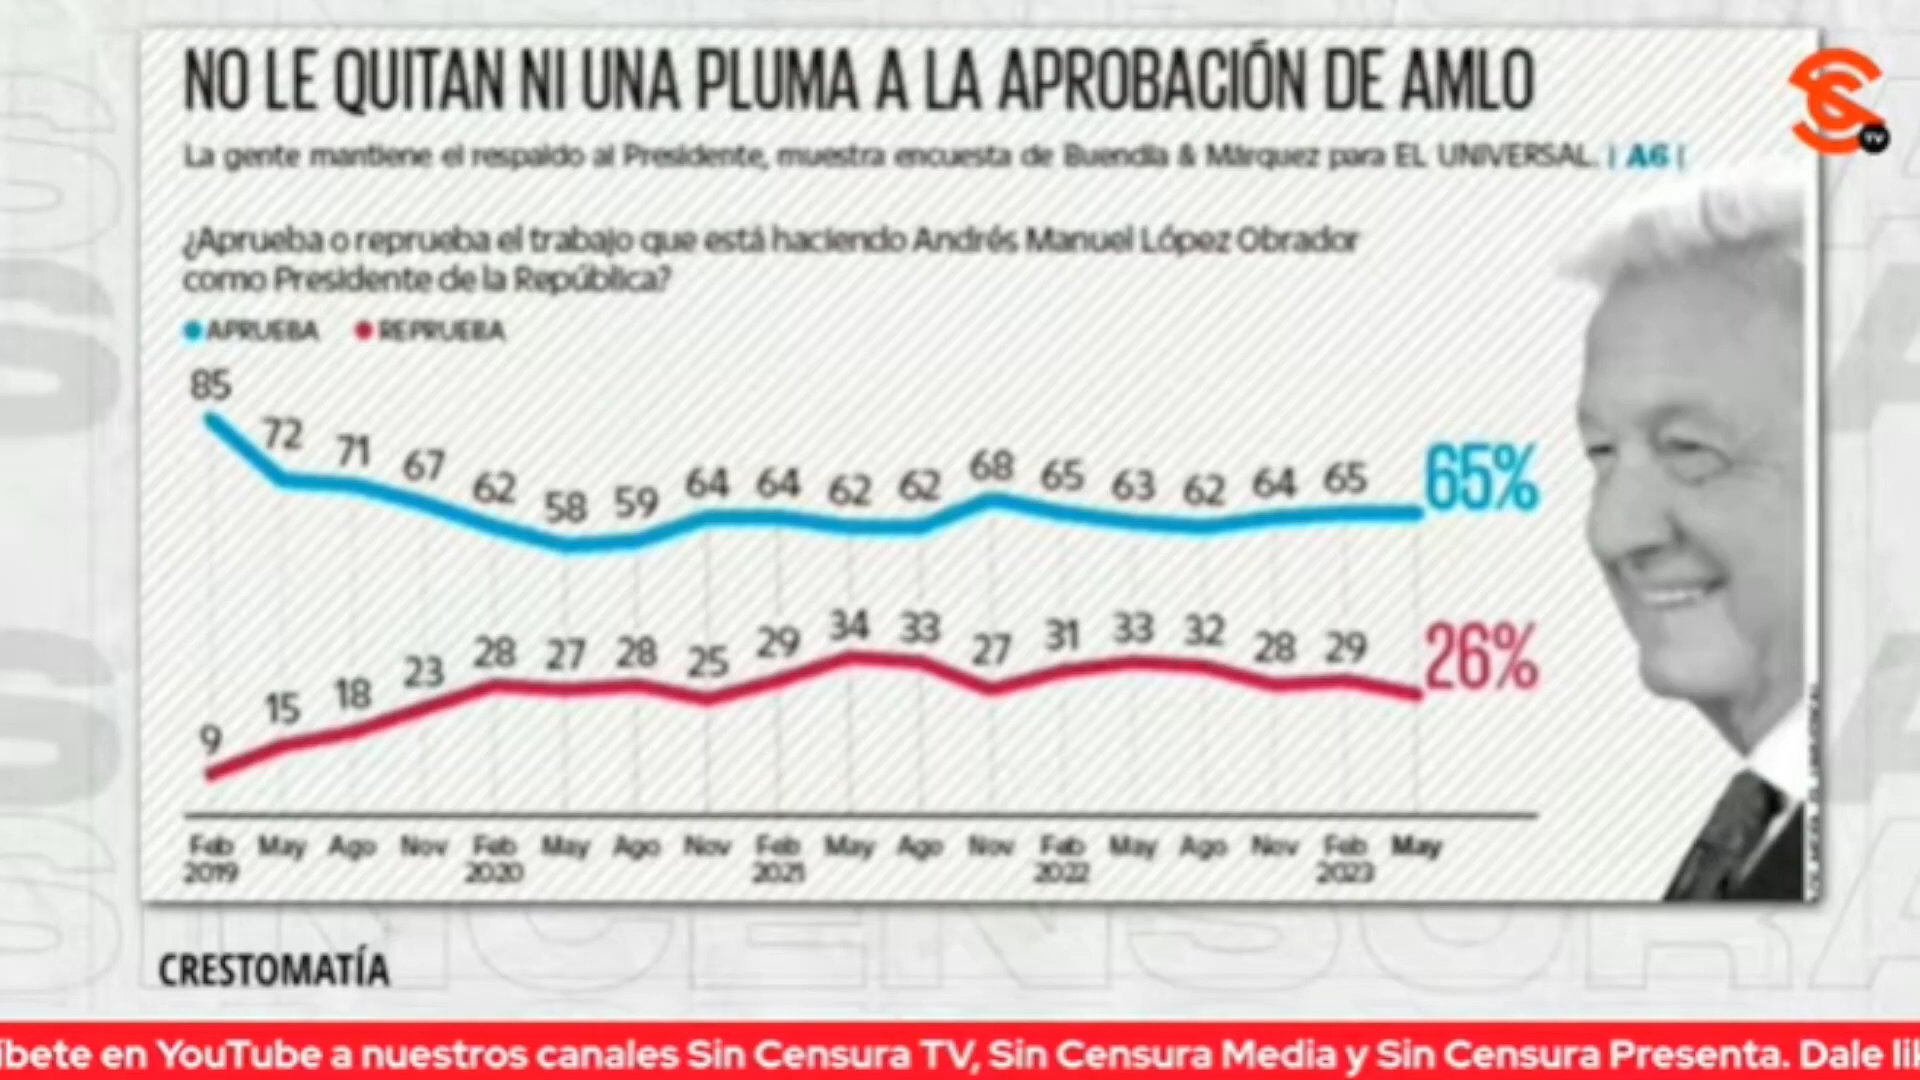 NO LE QUITAN NI UNA PLUMA A LA APROBACIÓN DE AMLO
La gente mantiene el respaldo al Presidente, muestra encuesta de Buendía & Márquez para EL UNIVERSAL. | A6 |
TV
¿Aprueba o reprueba el trabajo que está haciendo Andrés Manuel López Obrador
como Presidente de la República?
APRUEBA REPRUEBA
85 72 71 67 62 58 59 64 64 62 62 68 65 63 62 64 65 65%
9 15 18 23 28 27 28 25 29 34 33 27 31 33 32 28 29 26%
Feb May Ago Nov Feb May Ago Nov Feb May Ago Nov Feb May Ago Nov Feb May
2019 2020 2021 2022 2023
CRESTOMATÍA
SIN CENSURA
íbete en YouTube a nuestros canales Sin Censura TV, Sin Censura Media y Sin Censura Presenta. Dale li